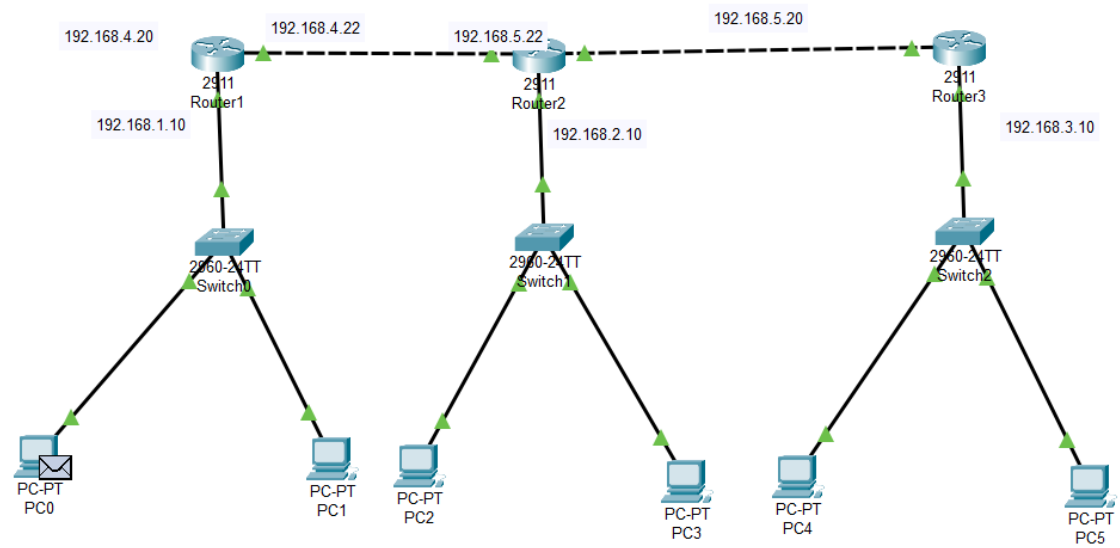 192.168.4.20
192.168.4.22
192.168.5.22
192.168.5.20
2911
Router1
2911
Router2
2911
Router3
192.168.1.10
192.168.2.10
192.168.3.10
2960-24TT
Switch0
2960-24TT
Switch1
2960-24TT
Switch2
PC-PT
PC0
PC-PT
PC1
PC-PT
PC2
PC-PT
PC3
PC-PT
PC4
PC-PT
PC5